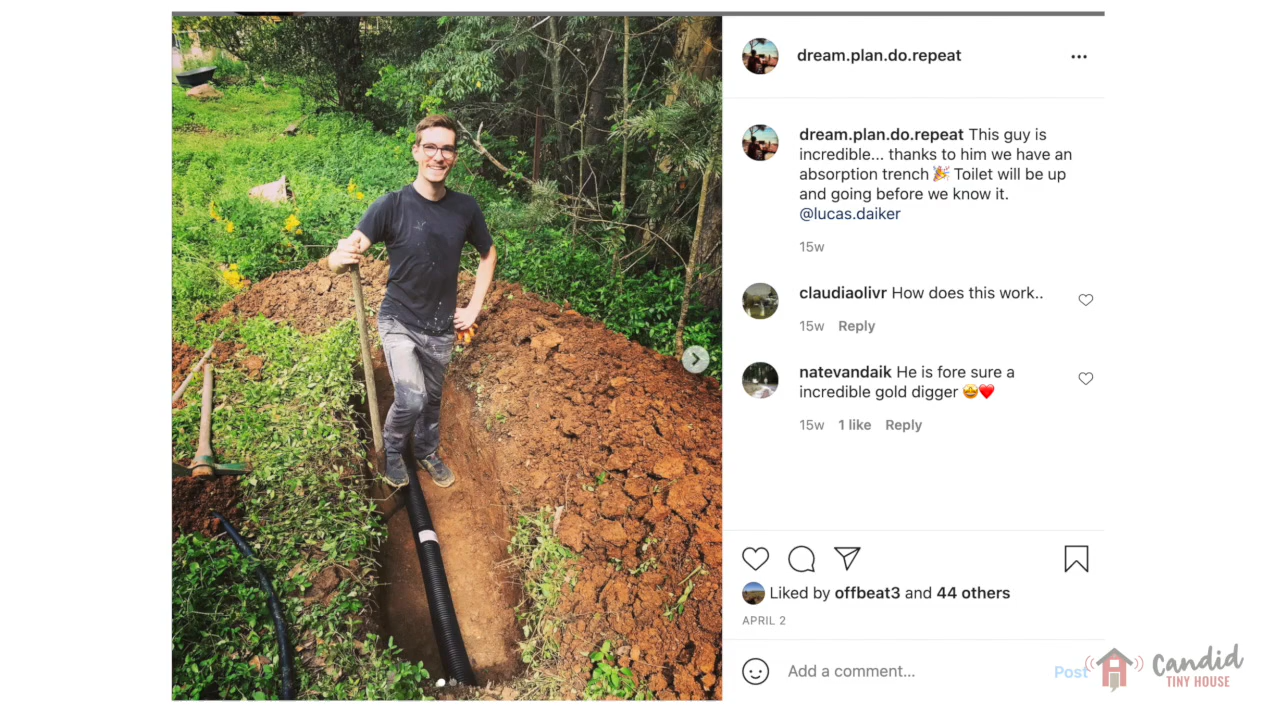 dream.plan.do.repeat
dream.plan.do.repeat This guy is
incredible... thanks to him we have an
absorption trench 🎉 Toilet will be up
and going before we know it.
@lucas.daiker
15w
claudiaolivr How does this work..
15w Reply
natevandaik He is fore sure a
incredible gold digger 🤩❤️
15w 1 like Reply
Liked by offbeat3 and 44 others
APRIL 2
Add a comment...
Post
Candid
TINY HOUSE